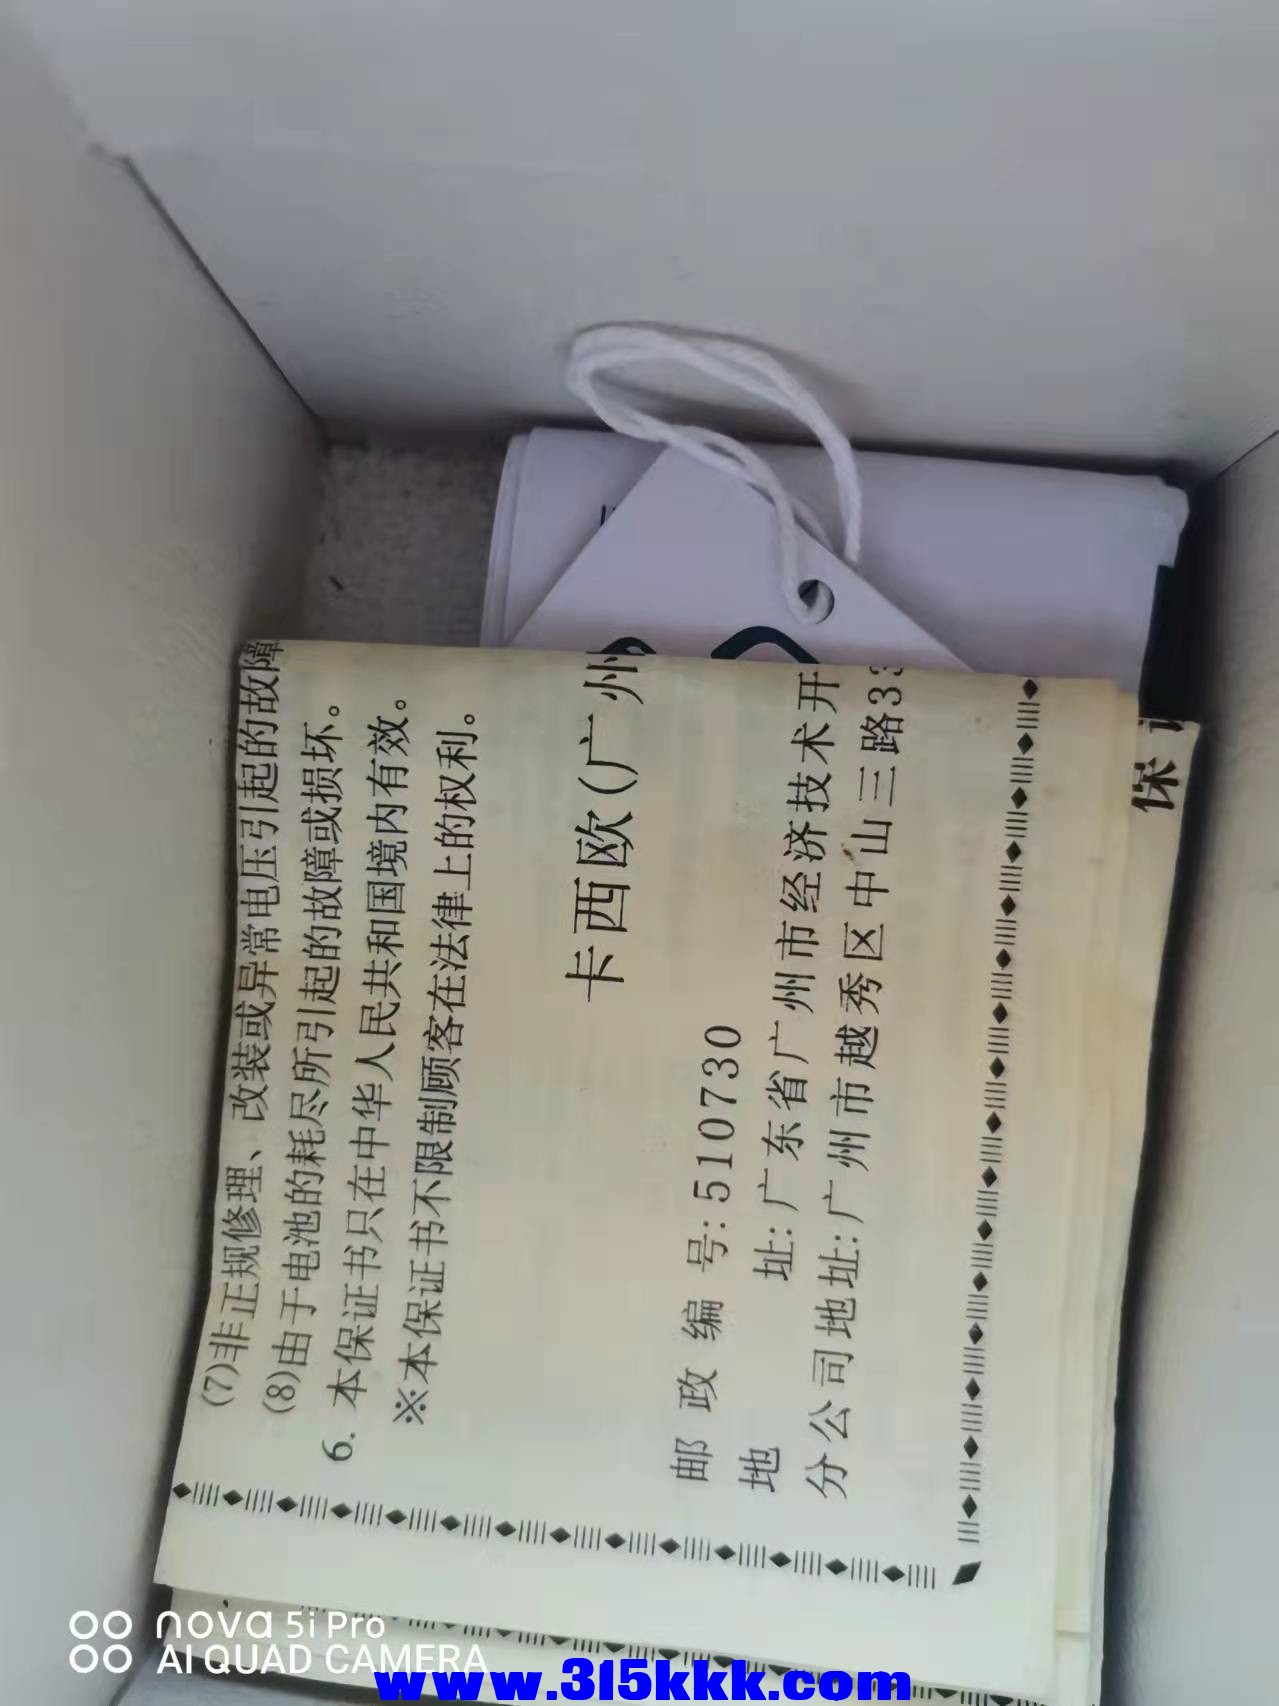 (7)非正规修理、改装或异常电压引起的故障
(8)由于电池的耗尽所引起的故障或损坏。
6. 本保证书只在中华人民共和国境内有效。
※本保证书不限制顾客在法律上的权利。
卡西欧(广州
邮政编号:510730
地址:广东省广州市经济技术开
分公司地址:广州市越秀区中山三路33
保
nova 5i Pro
AI QUAD CAMERA
www.315kkk.com